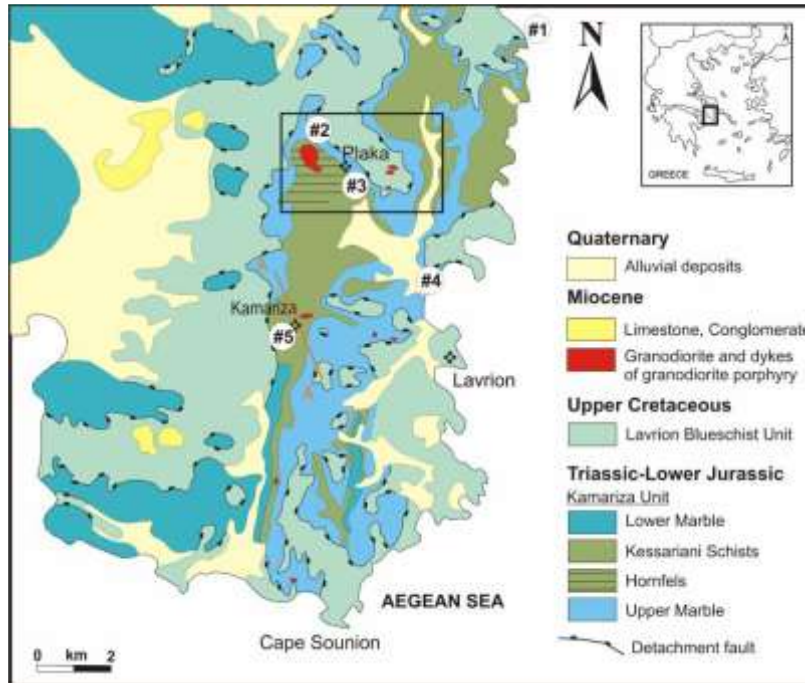 #1
N
#2
Plaka
#3
GREECE
#4
Kamariza
#5
Lavrion
AEGEAN SEA
Cape Sounion
0 km 2
Quaternary
Alluvial deposits
Miocene
Limestone, Conglomerate
Granodiorite and dykes
of granodiorite porphyry
Upper Cretaceous
Lavrion Blueschist Unit
Triassic-Lower Jurassic
Kamariza Unit
Lower Marble
Kessariani Schists
Hornfels
Upper Marble
Detachment fault